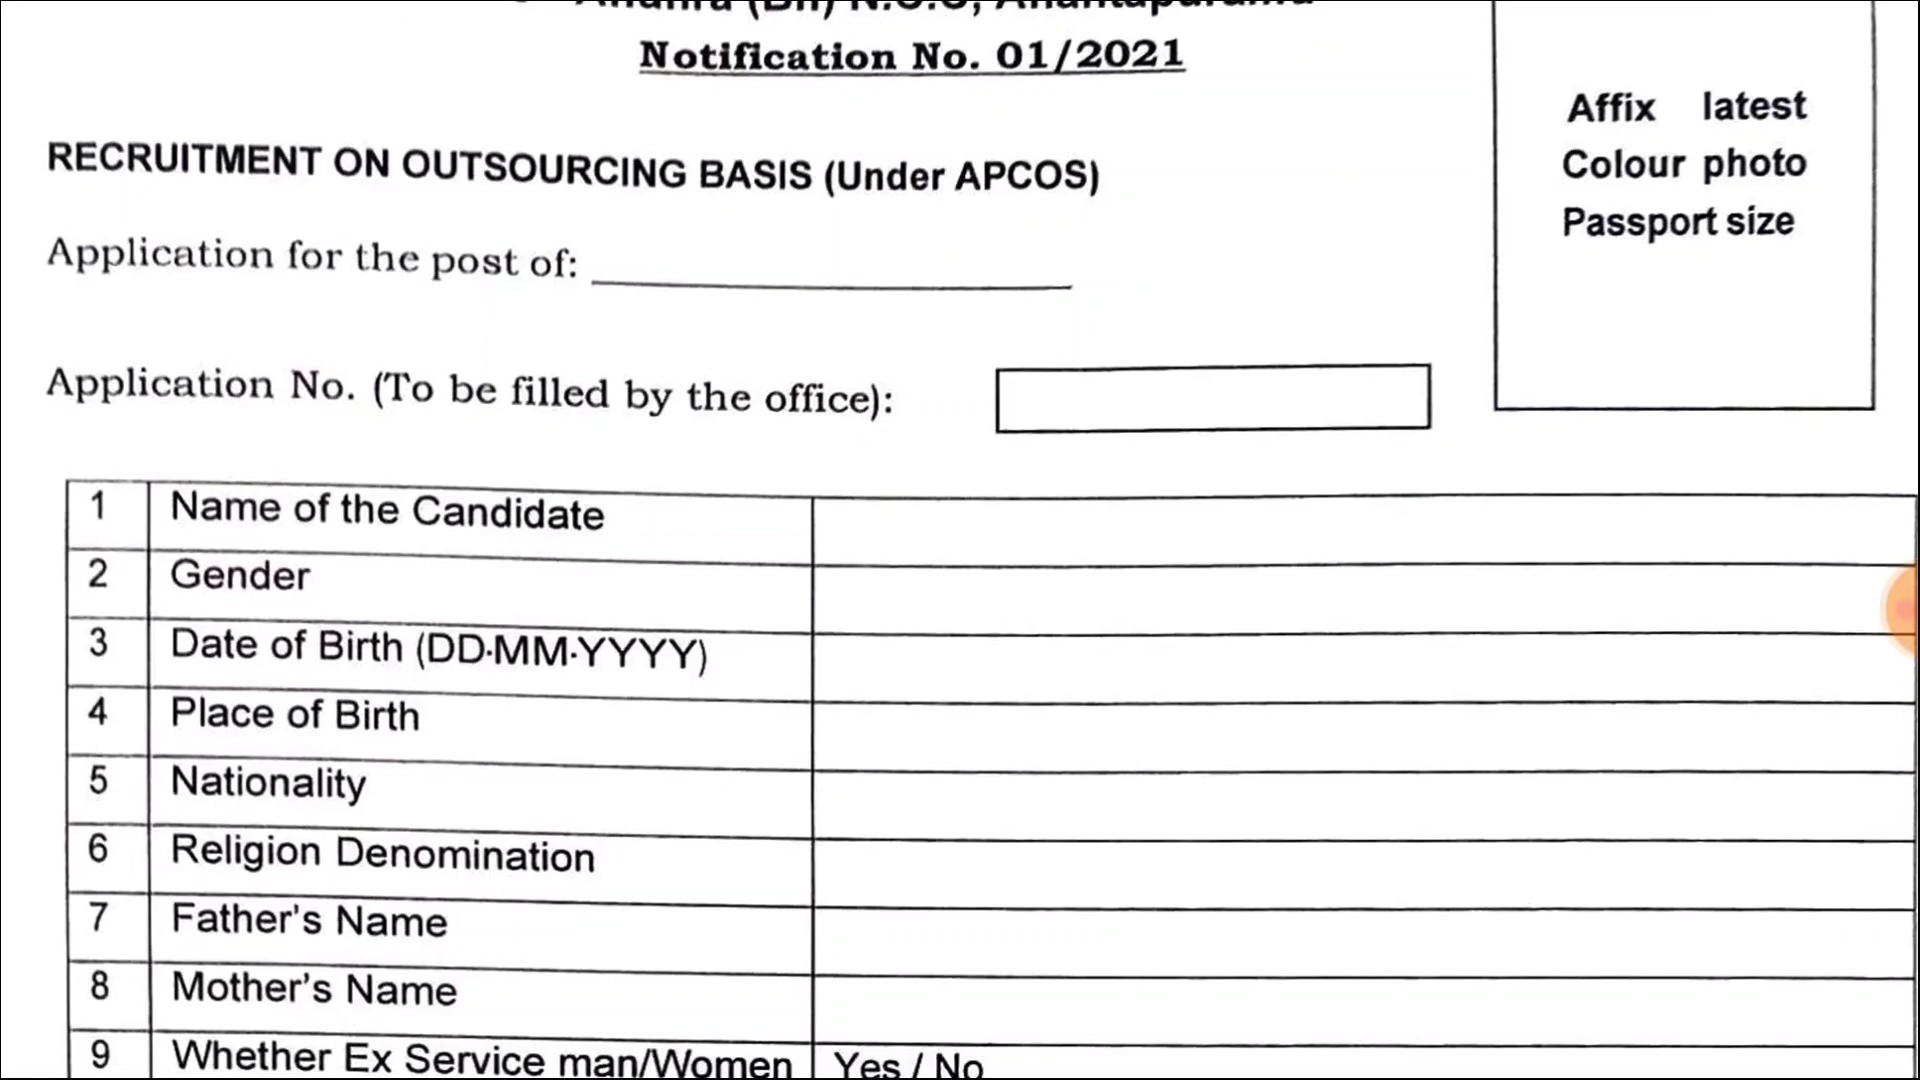 Andhra (Bn) N.C.C, Anantapuramu
Notification No. 01/2021
RECRUITMENT ON OUTSOURCING BASIS (Under APCOS)
Application for the post of:
Application No. (To be filled by the office):
Affix latest
Colour photo
Passport size
1 Name of the Candidate
2 Gender
3 Date of Birth (DD-MM-YYYY)
4 Place of Birth
5 Nationality
6 Religion Denomination
7 Father's Name
8 Mother's Name
9 Whether Ex Service man/Women Yes / No